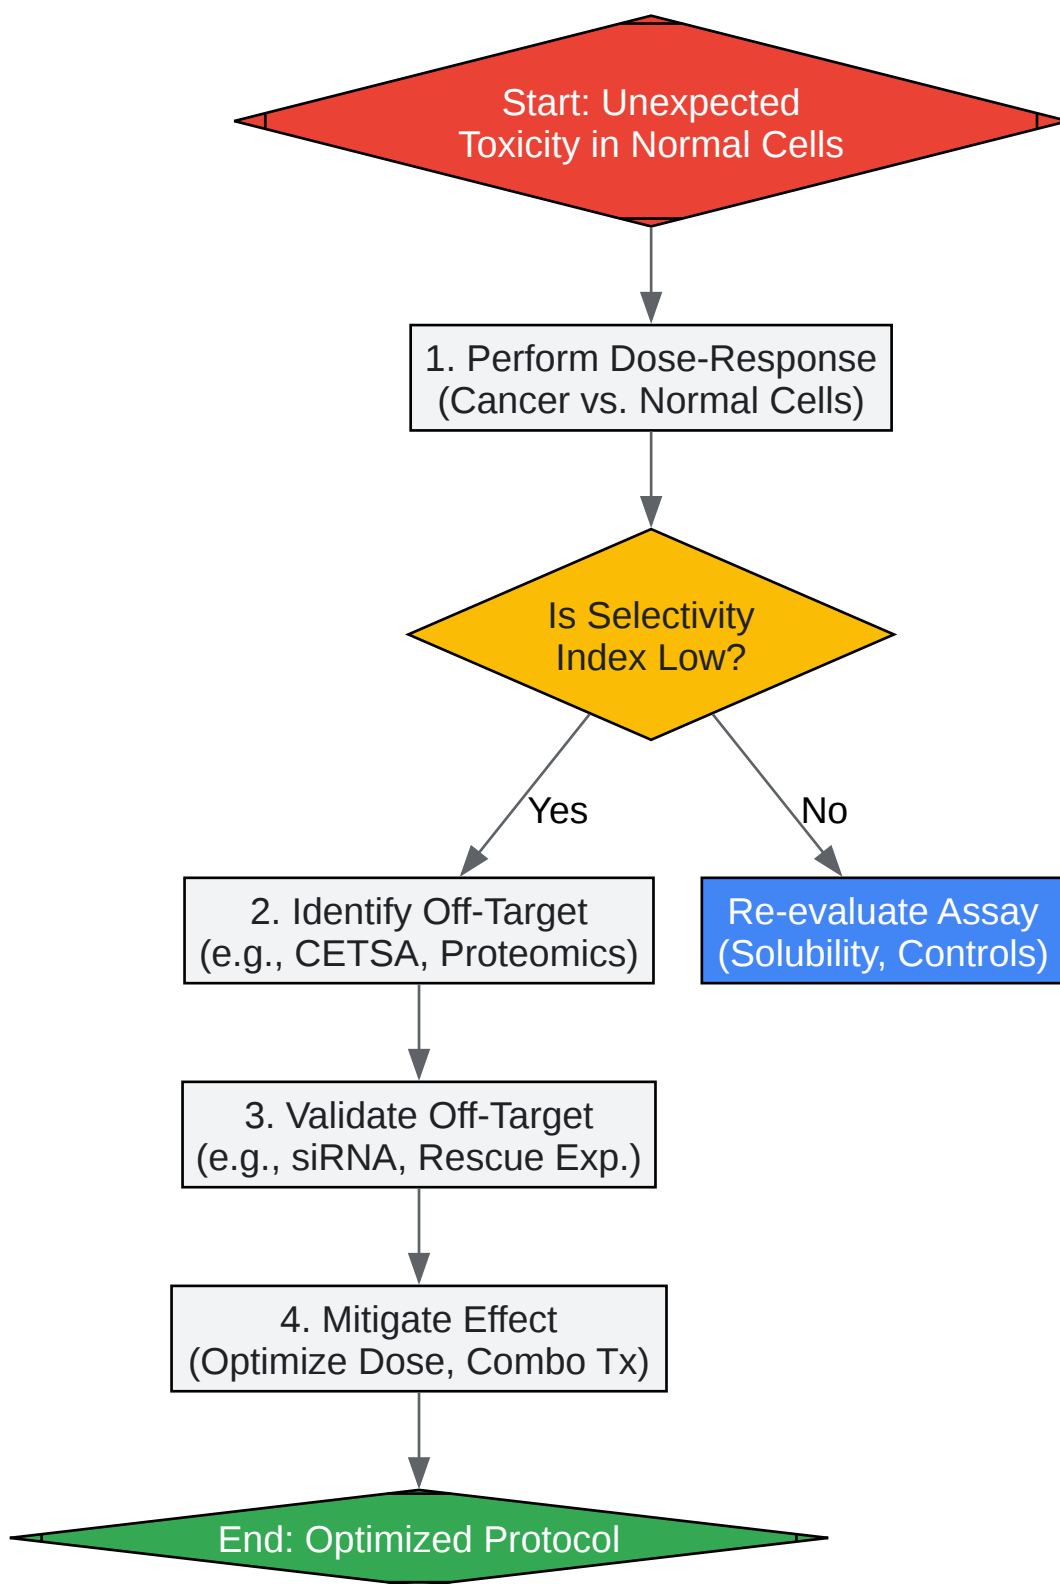 Start: Unexpected
Toxicity in Normal Cells
1. Perform Dose-Response
(Cancer vs. Normal Cells)
Is Selectivity
Index Low?
Yes
No
2. Identify Off-Target
(e.g., CETSA, Proteomics)
Re-evaluate Assay
(Solubility, Controls)
3. Validate Off-Target
(e.g., siRNA, Rescue Exp.)
4. Mitigate Effect
(Optimize Dose, Combo Tx)
End: Optimized Protocol